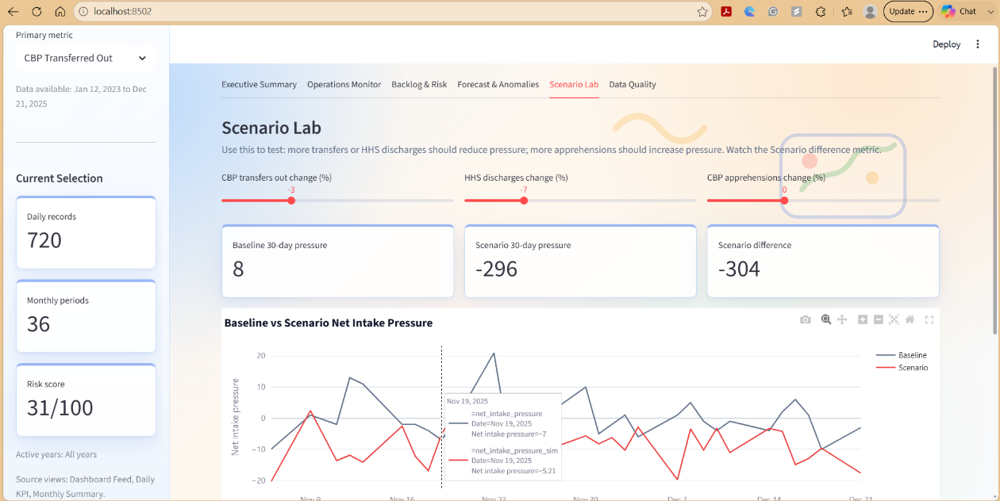 localhost:8502
Update
Chat
Primary metric
CBP Transferred Out
Data available: Jan 12, 2023 to Dec
21, 2025
Current Selection
Daily records
720
Monthly periods
36
Risk score
31/100
Active years: All years
Source views: Dashboard Feed, Daily
KPI, Monthly Summary.
Deploy
Executive Summary
Operations Monitor
Backlog & Risk
Forecast & Anomalies
Scenario Lab
Data Quality
Scenario Lab
Use this to test: more transfers or HHS discharges should reduce pressure; more apprehensions should increase pressure. Watch the Scenario difference metric.
CBP transfers out change (%)
-3
HHS discharges change (%)
-7
CBP apprehensions change (%)
0
Baseline 30-day pressure
8
Scenario 30-day pressure
-296
Scenario difference
-304
Baseline vs Scenario Net Intake Pressure
Net intake pressure
20
10
0
−10
−20
Baseline
Scenario
Nov 19, 2025
=net_intake_pressure
Date=Nov 19, 2025
Net intake pressure=−7
=net_intake_pressure_sim
Date=Nov 19, 2025
Net intake pressure=−5.21
Nov 9
Nov 16
Nov 23
Nov 30
Dec 7
Dec 14
Dec 21